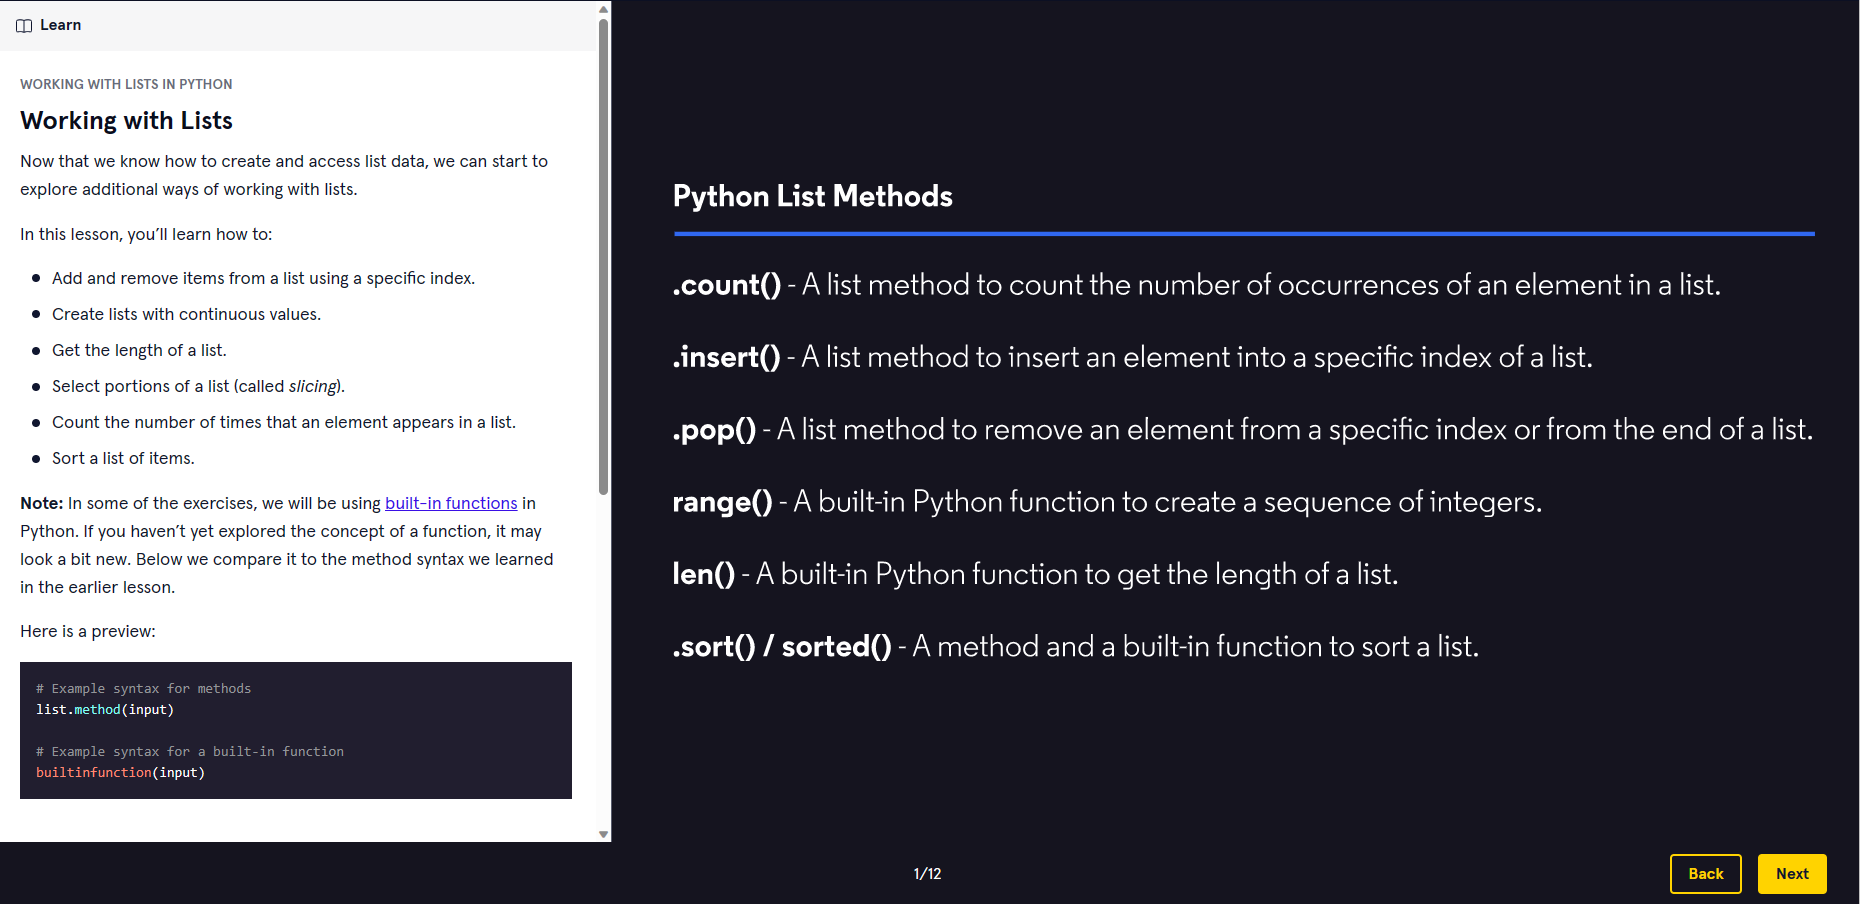 Learn
WORKING WITH LISTS IN PYTHON
Working with Lists
Now that we know how to create and access list data, we can start to
explore additional ways of working with lists.
In this lesson, you’ll learn how to:
Add and remove items from a list using a specific index.
Create lists with continuous values.
Get the length of a list.
Select portions of a list (called slicing).
Count the number of times that an element appears in a list.
Sort a list of items.
Note: In some of the exercises, we will be using built-in functions in
Python. If you haven’t yet explored the concept of a function, it may
look a bit new. Below we compare it to the method syntax we learned
in the earlier lesson.
Here is a preview:
# Example syntax for methods
list.method(input)
# Example syntax for a built-in function
builtinfunction(input)
Python List Methods
.count() - A list method to count the number of occurrences of an element in a list.
.insert() - A list method to insert an element into a specific index of a list.
.pop() - A list method to remove an element from a specific index or from the end of a list.
range() - A built-in Python function to create a sequence of integers.
len() - A built-in Python function to get the length of a list.
.sort() / sorted() - A method and a built-in function to sort a list.
1/12
Back
Next